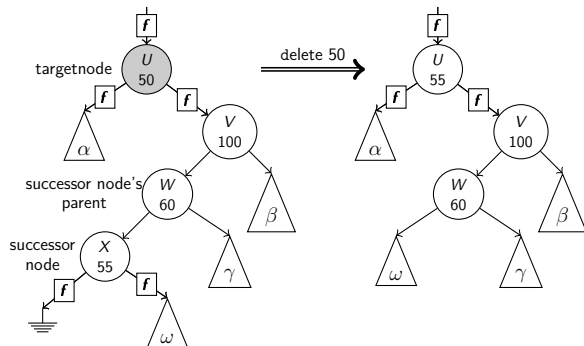 f
f
U
50
targetnode
delete 50
U
55
f
f
f
f
α
V
100
α
V
100
successor node's
parent
W
60
β
W
60
β
successor
node
X
55
γ
ω
γ
f
f
ω